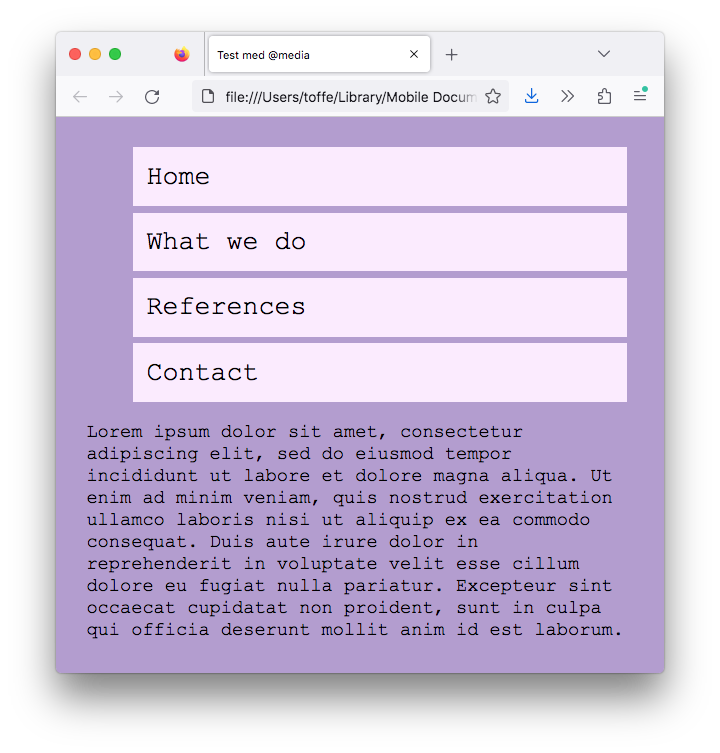 Test med @media
file:///Users/toffe/Library/Mobile Docum
Home
What we do
References
Contact
Lorem ipsum dolor sit amet, consectetur
adipiscing elit, sed do eiusmod tempor
incididunt ut labore et dolore magna aliqua. Ut
enim ad minim veniam, quis nostrud exercitation
ullamco laboris nisi ut aliquip ex ea commodo
consequat. Duis aute irure dolor in
reprehenderit in voluptate velit esse cillum
dolore eu fugiat nulla pariatur. Excepteur sint
occaecat cupidatat non proident, sunt in culpa
qui officia deserunt mollit anim id est laborum.